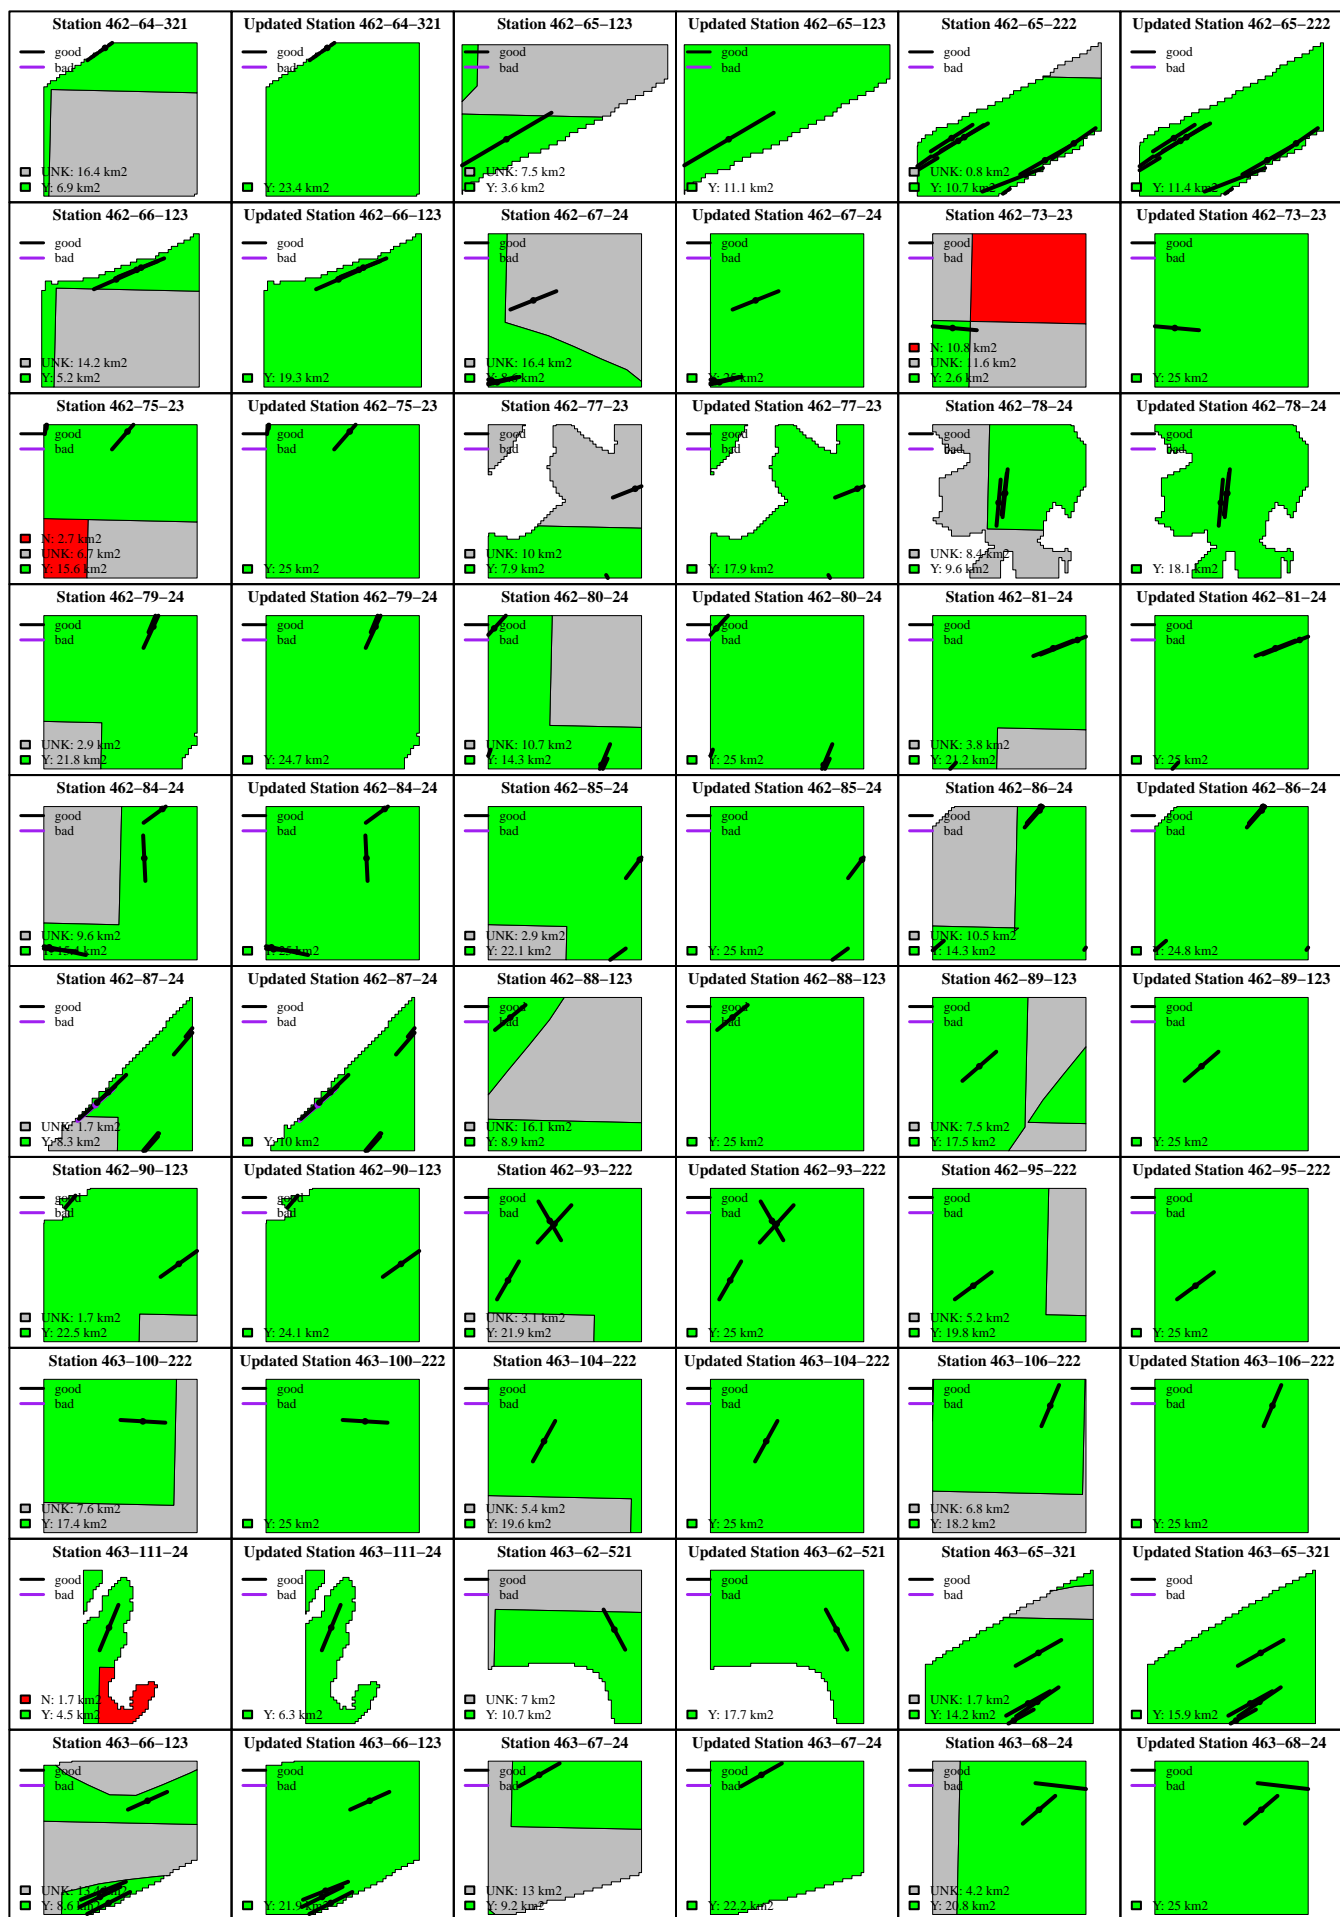 Station 462−64−321
good
bad
UNK: 16.4 km2
Y: 6.9 km2
Updated Station 462−64−321
good
bad
Y: 23.4 km2
Station 462−65−123
good
bad
UNK: 7.5 km2
Y: 3.6 km2
Updated Station 462−65−123
good
bad
Y: 11.1 km2
Station 462−65−222
good
bad
UNK: 0.8 km2
Y: 10.7 km2
Updated Station 462−65−222
good
bad
Y: 11.4 km2
Station 462−66−123
good
bad
UNK: 14.2 km2
Y: 5.2 km2
Updated Station 462−66−123
good
bad
Y: 19.3 km2
Station 462−67−24
good
bad
UNK: 16.4 km2
Y: 8.6 km2
Updated Station 462−67−24
good
bad
Y: 25 km2
Station 462−73−23
good
bad
N: 10.8 km2
UNK: 11.6 km2
Y: 2.6 km2
Updated Station 462−73−23
good
bad
Y: 25 km2
Station 462−75−23
good
bad
N: 2.7 km2
UNK: 6.7 km2
Y: 15.6 km2
Updated Station 462−75−23
good
bad
Y: 25 km2
Station 462−77−23
good
bad
UNK: 10 km2
Y: 7.9 km2
Updated Station 462−77−23
good
bad
Y: 17.9 km2
Station 462−78−24
good
bad
UNK: 8.4 km2
Y: 9.6 km2
Updated Station 462−78−24
good
bad
Y: 18.1 km2
Station 462−79−24
good
bad
UNK: 2.9 km2
Y: 21.8 km2
Updated Station 462−79−24
good
bad
Y: 24.7 km2
Station 462−80−24
good
bad
UNK: 10.7 km2
Y: 14.3 km2
Updated Station 462−80−24
good
bad
Y: 25 km2
Station 462−81−24
good
bad
UNK: 3.8 km2
Y: 21.2 km2
Updated Station 462−81−24
good
bad
Y: 25 km2
Station 462−84−24
good
bad
UNK: 9.6 km2
Y: 15.4 km2
Updated Station 462−84−24
good
bad
Y: 25 km2
Station 462−85−24
good
bad
UNK: 2.9 km2
Y: 22.1 km2
Updated Station 462−85−24
good
bad
Y: 25 km2
Station 462−86−24
good
bad
UNK: 10.5 km2
Y: 14.3 km2
Updated Station 462−86−24
good
bad
Y: 24.8 km2
Station 462−87−24
good
bad
UNK: 1.7 km2
Y: 8.3 km2
Updated Station 462−87−24
good
bad
Y: 10 km2
Station 462−88−123
good
bad
UNK: 16.1 km2
Y: 8.9 km2
Updated Station 462−88−123
good
bad
Y: 25 km2
Station 462−89−123
good
bad
UNK: 7.5 km2
Y: 17.5 km2
Updated Station 462−89−123
good
bad
Y: 25 km2
Station 462−90−123
good
bad
UNK: 1.7 km2
Y: 22.5 km2
Updated Station 462−90−123
good
bad
Y: 24.1 km2
Station 462−93−222
good
bad
UNK: 3.1 km2
Y: 21.9 km2
Updated Station 462−93−222
good
bad
Y: 25 km2
Station 462−95−222
good
bad
UNK: 5.2 km2
Y: 19.8 km2
Updated Station 462−95−222
good
bad
Y: 25 km2
Station 463−100−222
good
bad
UNK: 7.6 km2
Y: 17.4 km2
Updated Station 463−100−222
good
bad
Y: 25 km2
Station 463−104−222
good
bad
UNK: 5.4 km2
Y: 19.6 km2
Updated Station 463−104−222
good
bad
Y: 25 km2
Station 463−106−222
good
bad
UNK: 6.8 km2
Y: 18.2 km2
Updated Station 463−106−222
good
bad
Y: 25 km2
Station 463−111−24
good
bad
N: 1.7 km2
Y: 4.5 km2
Updated Station 463−111−24
good
bad
Y: 6.3 km2
Station 463−62−521
good
bad
UNK: 7 km2
Y: 10.7 km2
Updated Station 463−62−521
good
bad
Y: 17.7 km2
Station 463−65−321
good
bad
UNK: 1.7 km2
Y: 14.2 km2
Updated Station 463−65−321
good
bad
Y: 15.9 km2
Station 463−66−123
good
bad
UNK: km2
Y: 8.6 km2
Updated Station 463−66−123
good
bad
Y: 21.9 km2
Station 463−67−24
good
bad
UNK: 13 km2
Y: 9.2 km2
Updated Station 463−67−24
good
bad
Y: 22.2 km2
Station 463−68−24
good
bad
UNK: 4.2 km2
Y: 20.8 km2
Updated Station 463−68−24
good
bad
Y: 25 km2